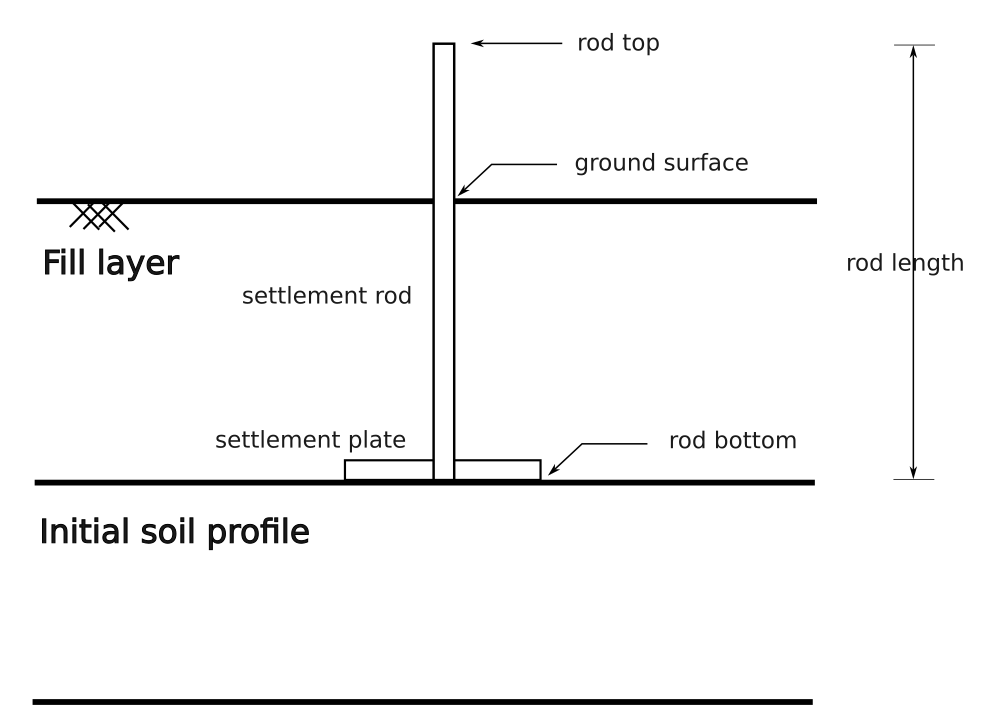 rod top
ground surface
Fill layer
rod length
settlement rod
settlement plate
rod bottom
Initial soil profile